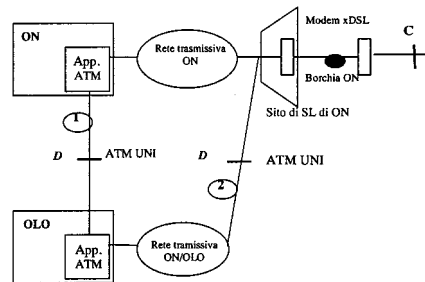 ON
App.
ATM
Rete trasmissiva
ON
Modem xDSL
Borchia ON
C
Sito di SL di ON
1
D
ATM UNI
D
ATM UNI
2
OLO
App.
ATM
Rete tramissiva
ON/OLO